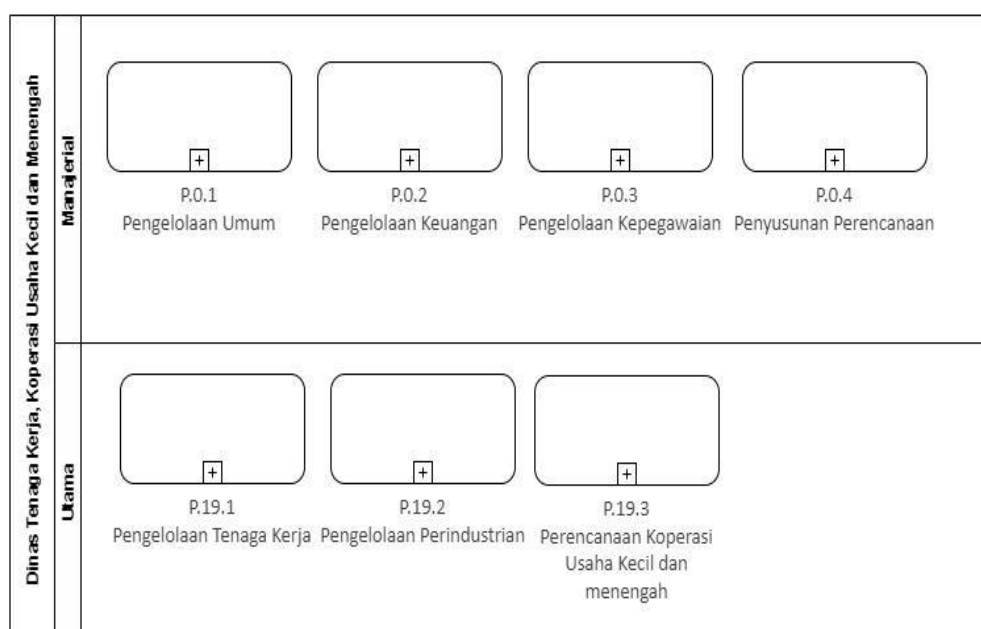 Dinas Tenaga Kerja, Koperasi Usaha Kecil dan Menengah
Manajerial
P.0.1
Pengelolaan Umum
P.0.2
Pengelolaan Keuangan
P.0.3
Pengelolaan Kepegawaian
P.0.4
Penyusunan Perencanaan
Utama
P.19.1
Pengelolaan Tenaga Kerja
P.19.2
Pengelolaan Perindustrian
P.19.3
Perencanaan Koperasi
Usaha Kecil dan
menengah